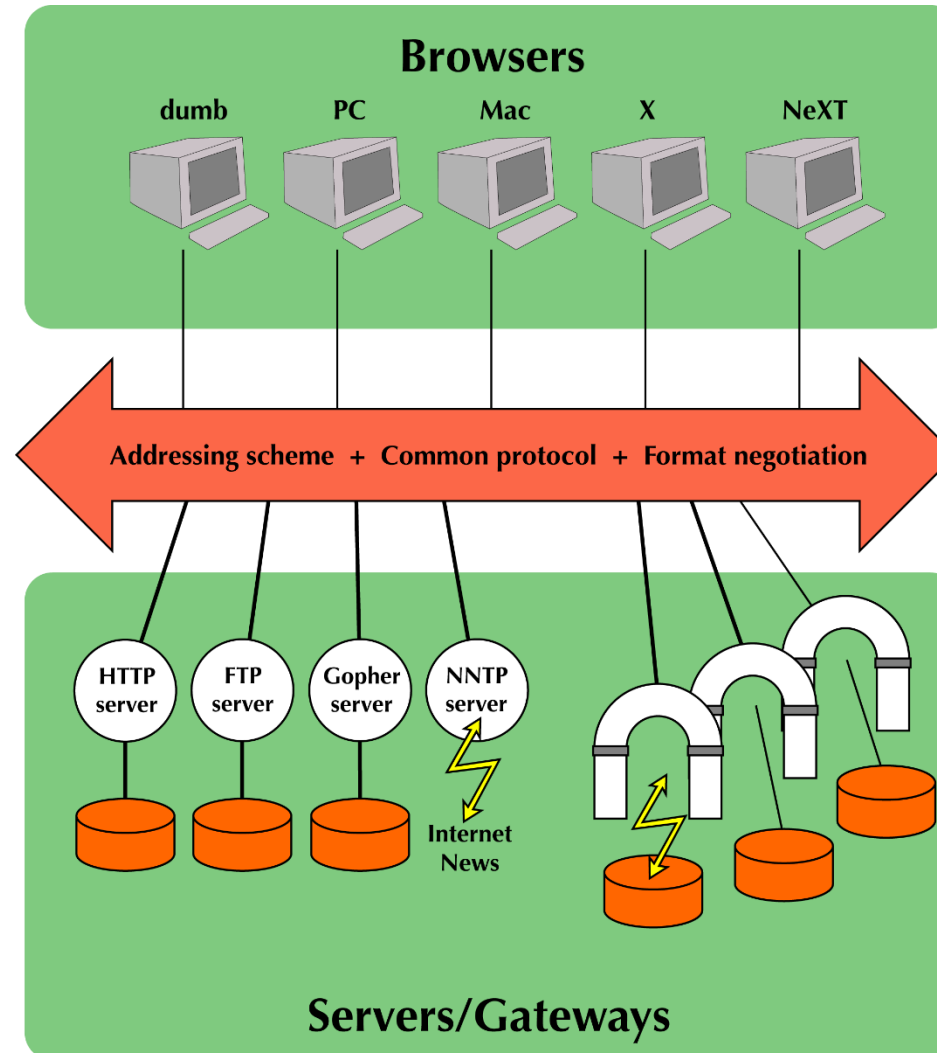 Browsers
dumb PC Mac X NeXT
Addressing scheme + Common protocol + Format negotiation
HTTP server
FTP server
Gopher server
NNTP server
Internet News
Servers/Gateways